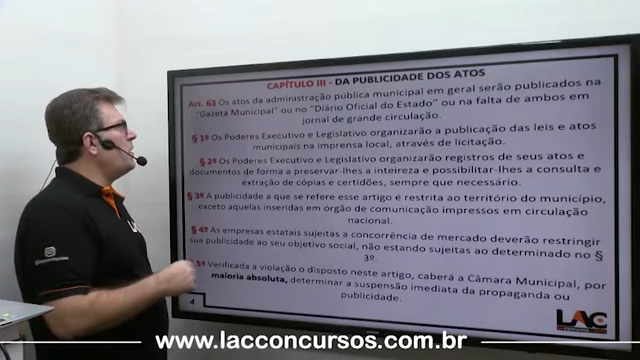 CAPÍTULO III - DA PUBLICIDADE DOS ATOS
Art. 63 Os atos da administração pública municipal em geral serão publicados na
"Gazeta Municipal" ou no "Diário Oficial do Estado" ou na falta de ambos em
jornal de grande circulação.
§ 1º Os Poderes Executivo e Legislativo organizarão a publicação das leis e atos
municipais na imprensa local, através de licitação.
§ 2º Os Poderes Executivo e Legislativo organizarão registros de seus atos e
documentos de forma a preservar-lhes a inteireza e possibilitar-lhes a consulta e
extração de cópias e certidões, sempre que necessário.
§ 3º A publicidade a que se refere esse artigo é restrita ao território do município,
exceto aquelas inseridas em órgão de comunicação impressos em circulação
nacional.
§ 4º As empresas estatais sujeitas a concorrência de mercado deverão restringir
sua publicidade ao seu objetivo social, não estando sujeitas ao determinado no §
3º.
5º Verificada a violação o disposto neste artigo, caberá a Câmara Municipal, por
maioria absoluta, determinar a suspensão imediata da propaganda ou
publicidade.
4
LAC
www.lacconcursos.com.br